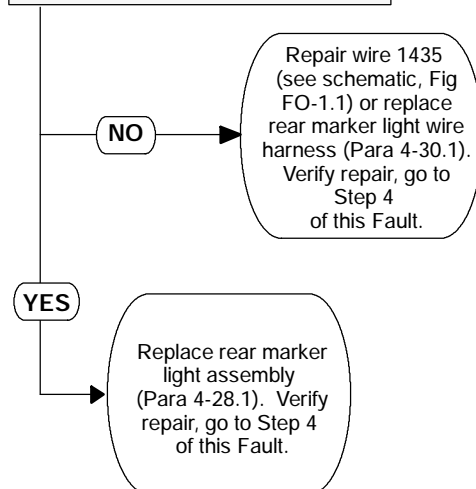 Repair wire 1435
(see schematic, Fig
FO-1.1) or replace
rear marker light wire
harness (Para 4-30.1).
Verify repair, go to
Step 4
of this Fault.
NO
YES
Replace rear marker
light assembly
(Para 4-28.1). Verify
repair, go to Step 4
of this Fault.